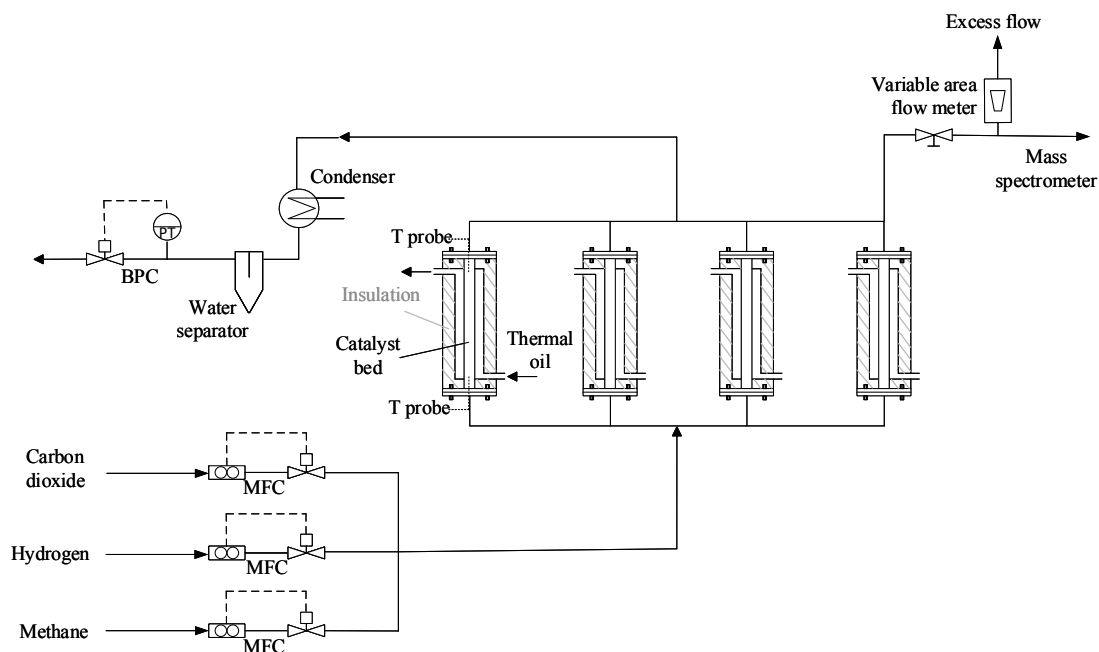 Excess flow
Variable area
flow meter
Mass
spectrometer
Condenser
PT
BPC
Water
separator
T probe
Insulation
Catalyst
bed
Thermal
oil
T probe
Carbon
dioxide
MFC
Hydrogen
MFC
Methane
MFC